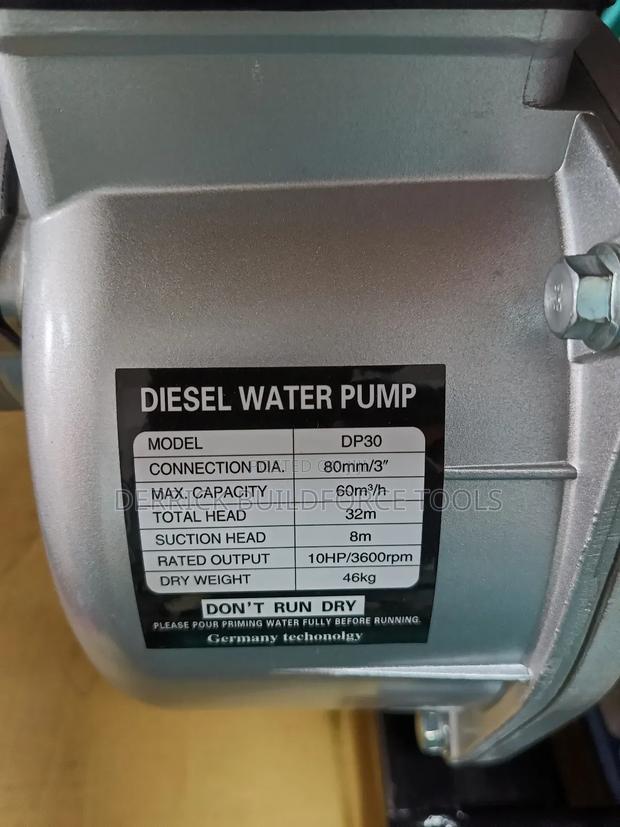 DIESEL WATER PUMP
MODEL DP30
CONNECTION DIA. 80mm/3″
MAX. CAPACITY 60m³/h
DERRICK BUILDFORCE TOOLS
TOTAL HEAD 32m
SUCTION HEAD 8m
RATED OUTPUT 10HP/3600rpm
DRY WEIGHT 46kg
DON'T RUN DRY
PLEASE POUR PRIMING WATER FULLY BEFORE RUNNING.
Germany techonolgy